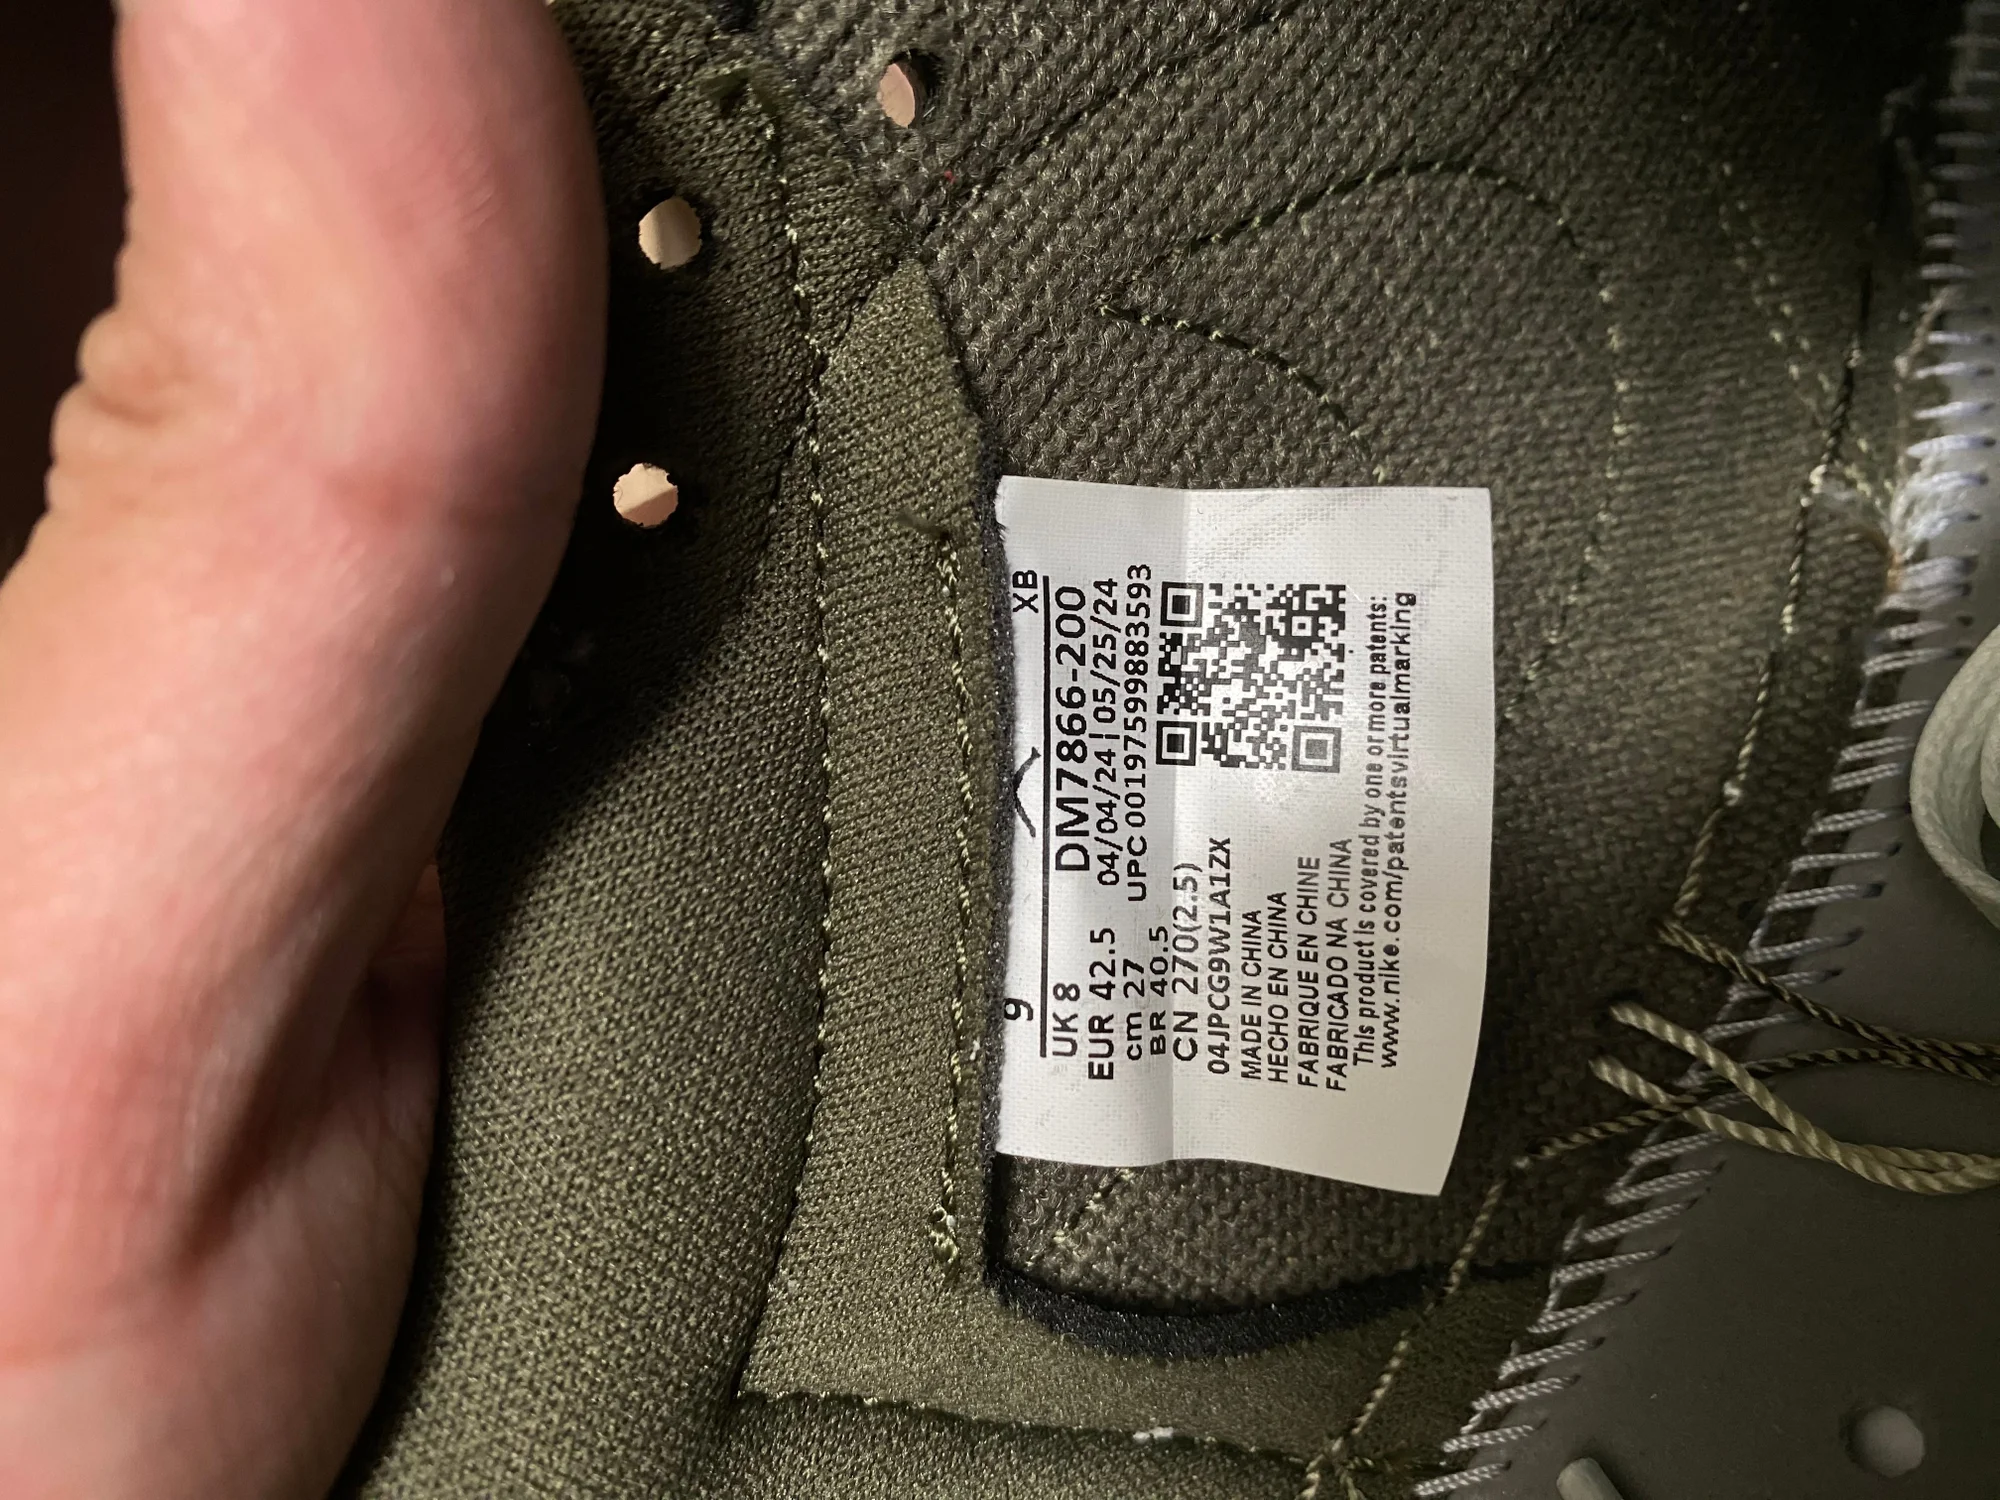 9 XB
UK 8 DM7866-200
EUR 42.5 04/04/24|05/25/24
cm 27 UPC 00197599883593
BR 40.5
CN 270(2.5)
04JPCG9W1A1ZX
MADE IN CHINA
HECHO EN CHINA
FABRIQUE EN CHINE
FABRICADO NA CHINA
This product is covered by one or more patents:
www.nike.com/patentsvirtualmarking